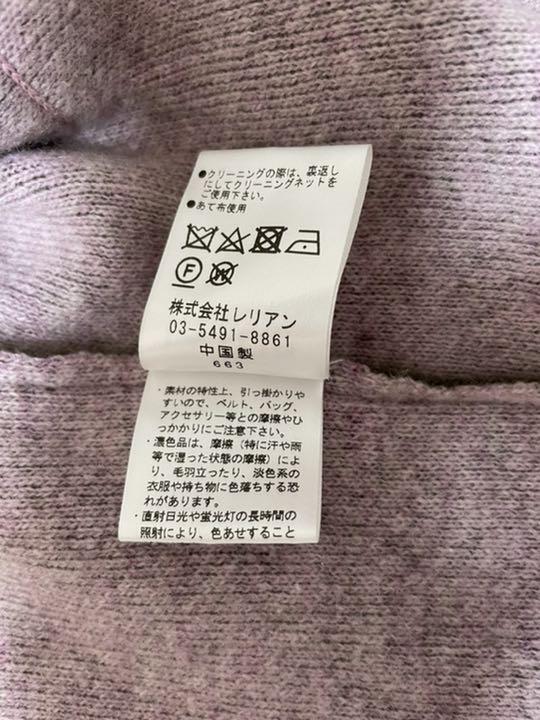 ●クリーニングの際は、裏返し
にしてクリーニングネットを
ご使用下さい。
●あて布使用
F
W
株式会社レリアン
03-5491-8861
中国製
663
・素材の特性上、引っ掛かりや
すいので、ベルト、バッグ、
アクセサリー等との摩擦やひ
っかかりにご注意下さい。
・濃色品は、摩擦（特に汗や雨
等で湿った状態の摩擦）によ
り、毛羽立ったり、淡色系の
衣服や持ち物に色落ちする恐
れがあります。
・直射日光や蛍光灯の長時間の
照射により、色あせすること